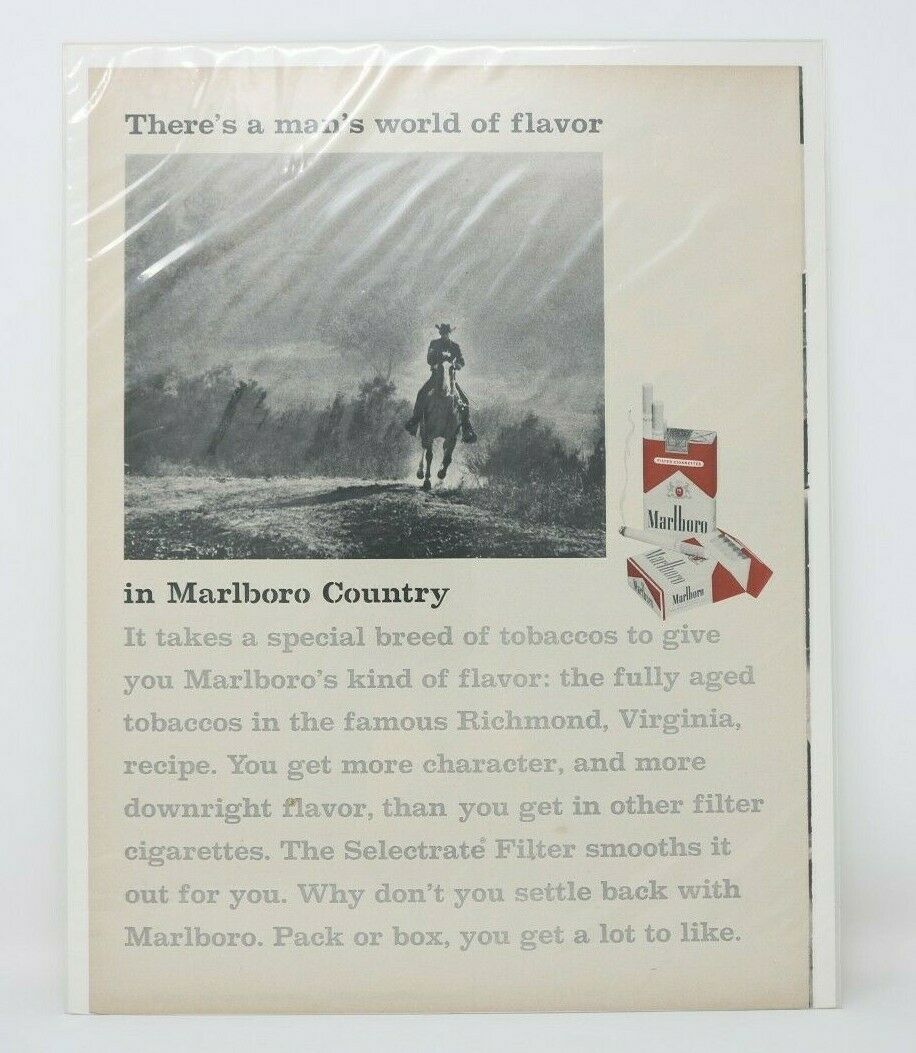 There's a man's world of flavor
FILTER CIGARETTES
Marlboro
Marlboro
Marlboro
in Marlboro Country
It takes a special breed of tobaccos to give
you Marlboro's kind of flavor: the fully aged
tobaccos in the famous Richmond, Virginia,
recipe. You get more character, and more
downright flavor, than you get in other filter
cigarettes. The Selectrate Filter smooths it
out for you. Why don't you settle back with
Marlboro. Pack or box, you get a lot to like.